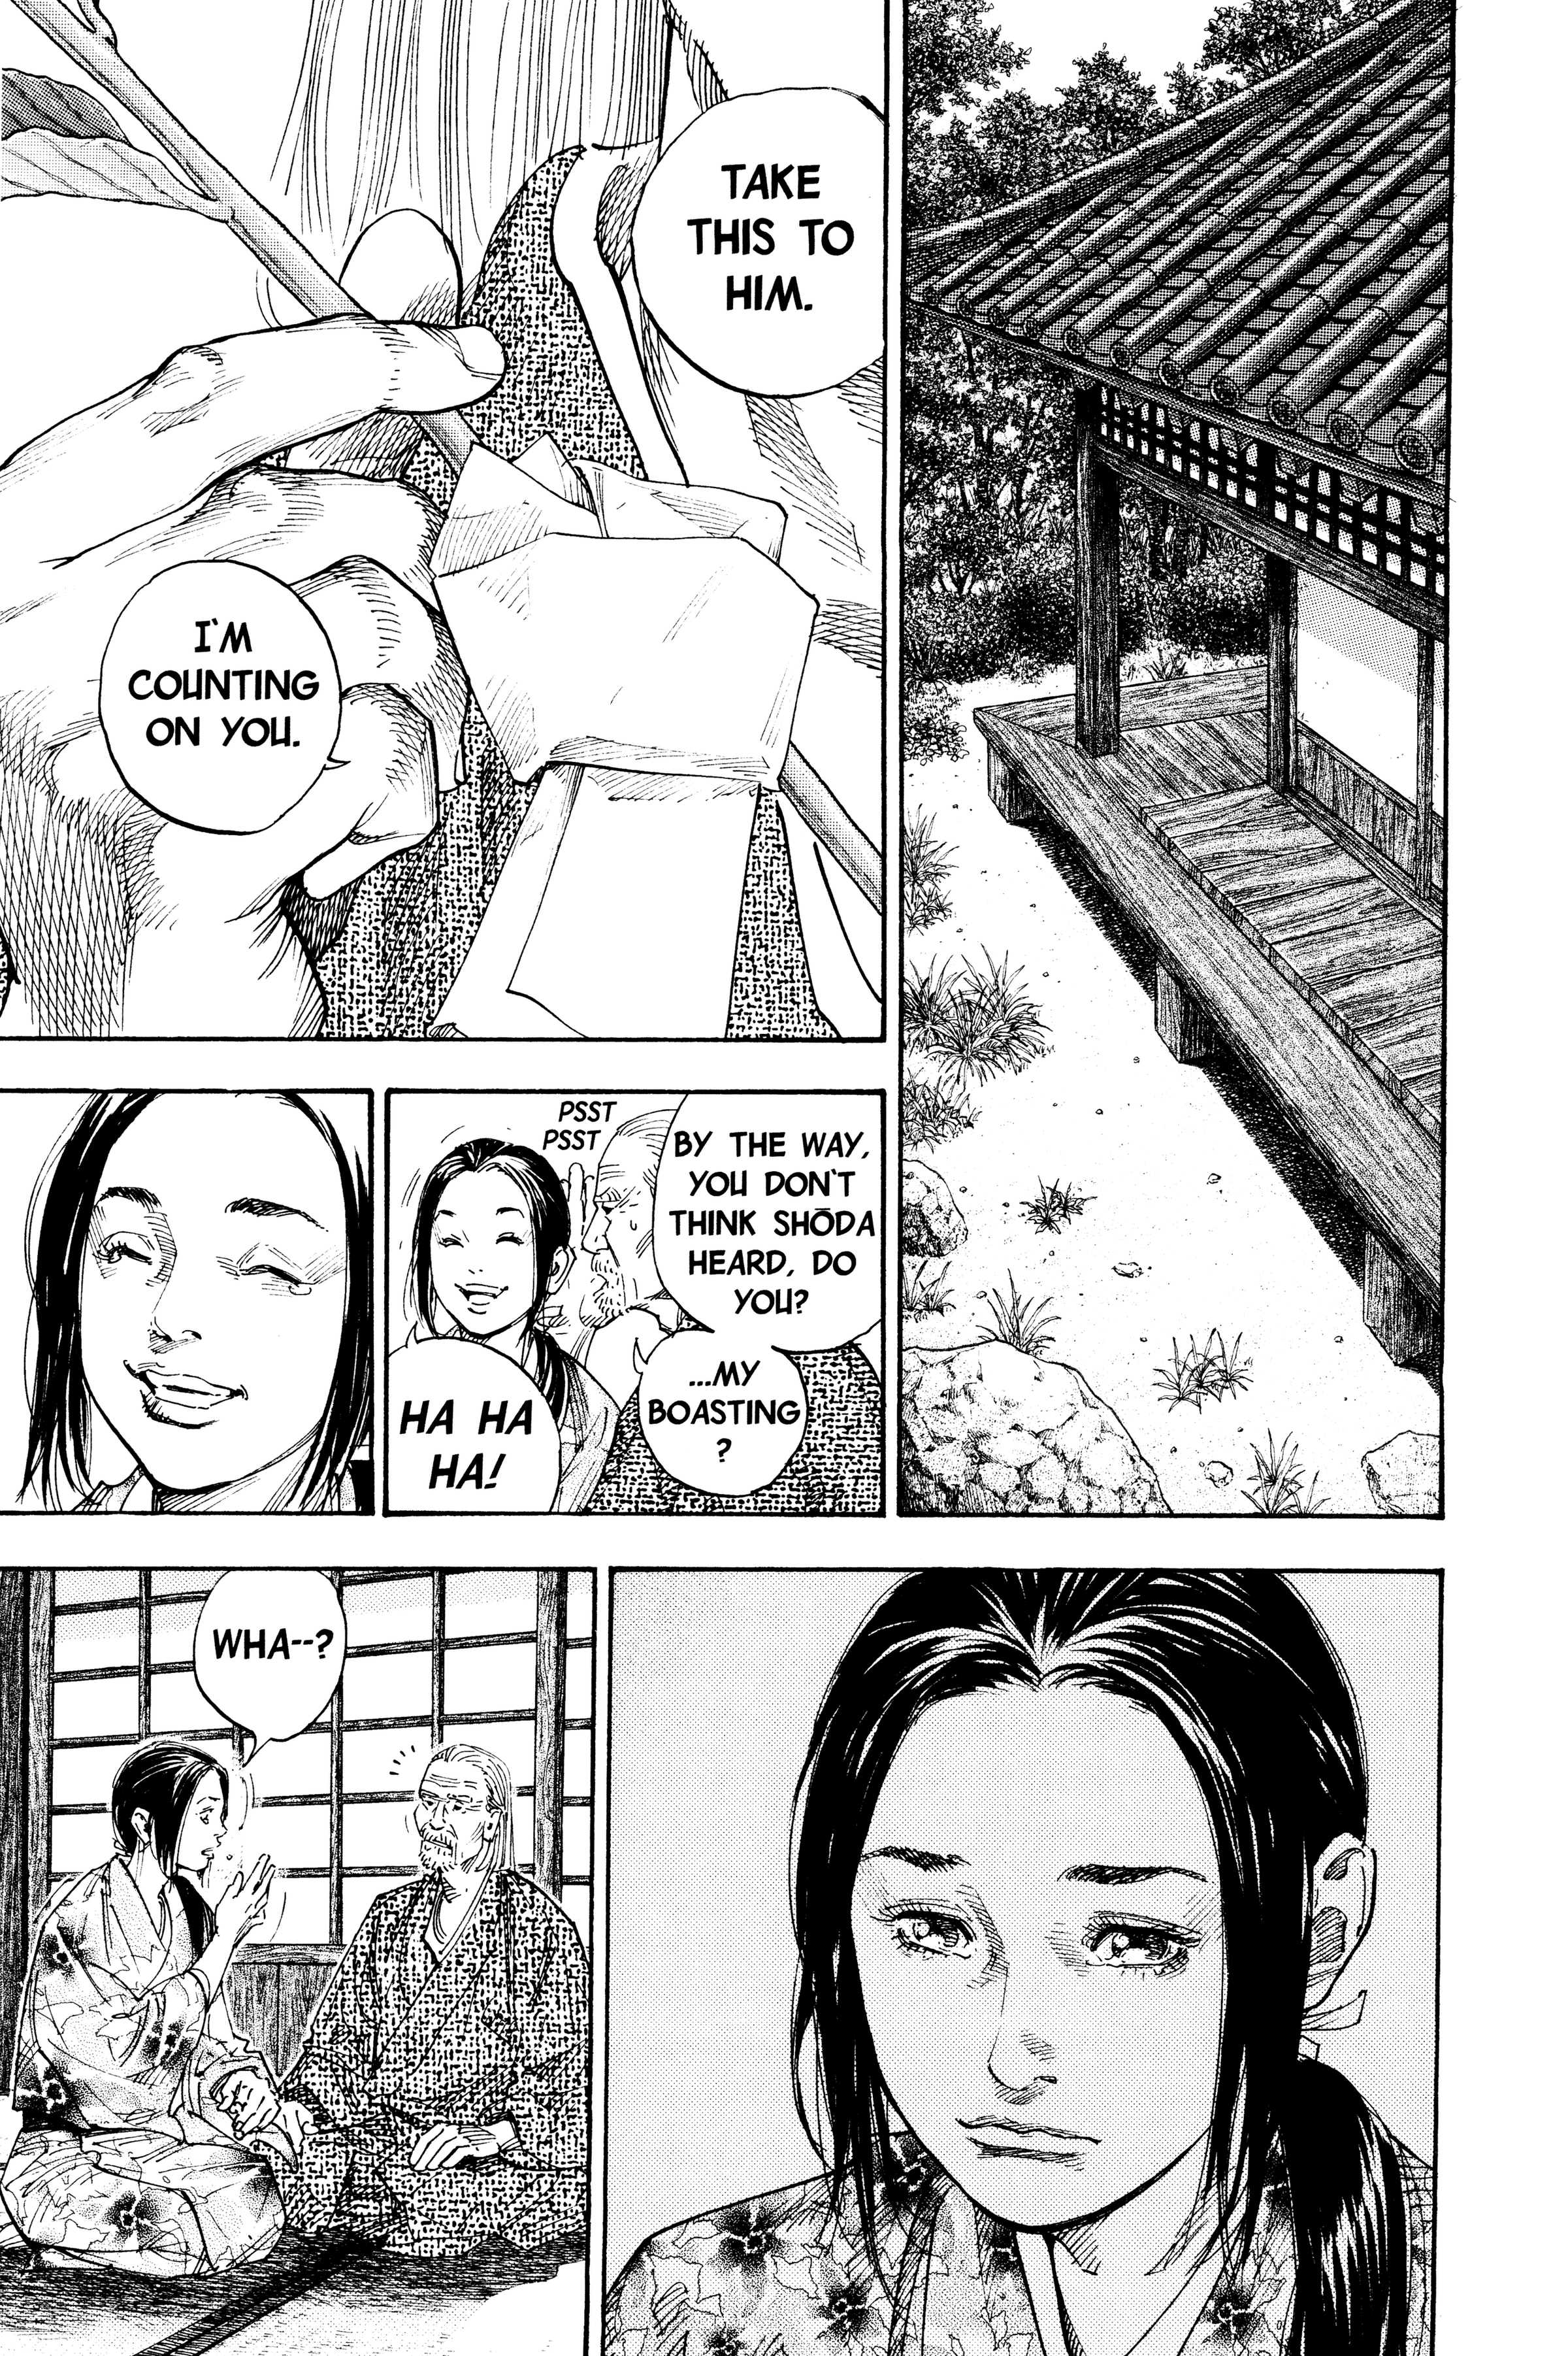 TAKE
THIS TO
HIM.
I'M
COUNTING
ON YOU.
BY THE WAY,
YOU DON'T
THINK SHŌDA
HEARD, DO
YOU?
...MY
BOASTING
?
PSST
PSST
HA HA
HA!
WHA--?